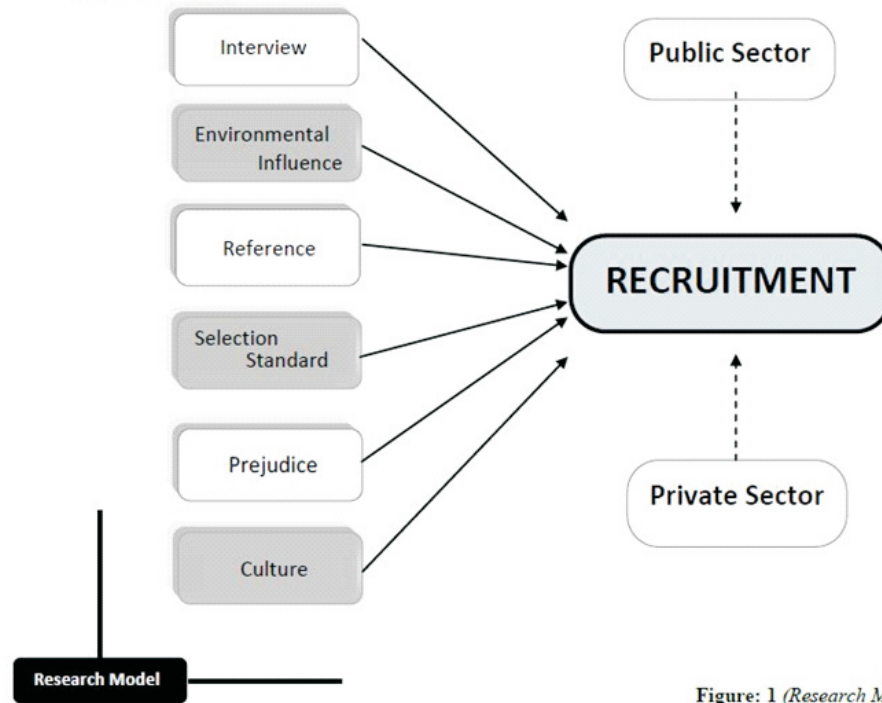 Interview
Environmental
Influence
Reference
Selection
Standard
Prejudice
Culture
Public Sector
RECRUITMENT
Private Sector
Research Model
Figure: 1 (Research M